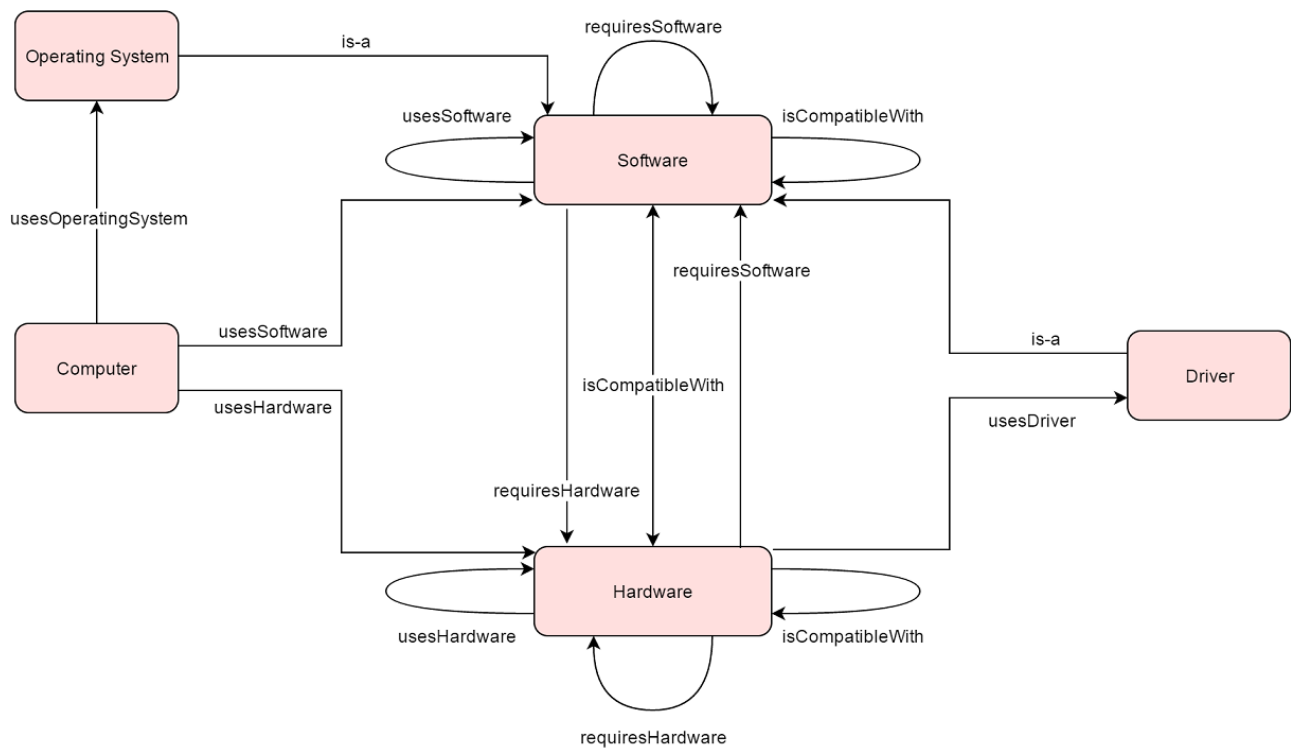 requiresSoftware
is-a
Operating System
usesSoftware
isCompatibleWith
Software
usesOperatingSystem
requiresSoftware
usesSoftware
is-a
Computer
Driver
isCompatibleWith
usesHardware
usesDriver
requiresHardware
Hardware
usesHardware
isCompatibleWith
requiresHardware